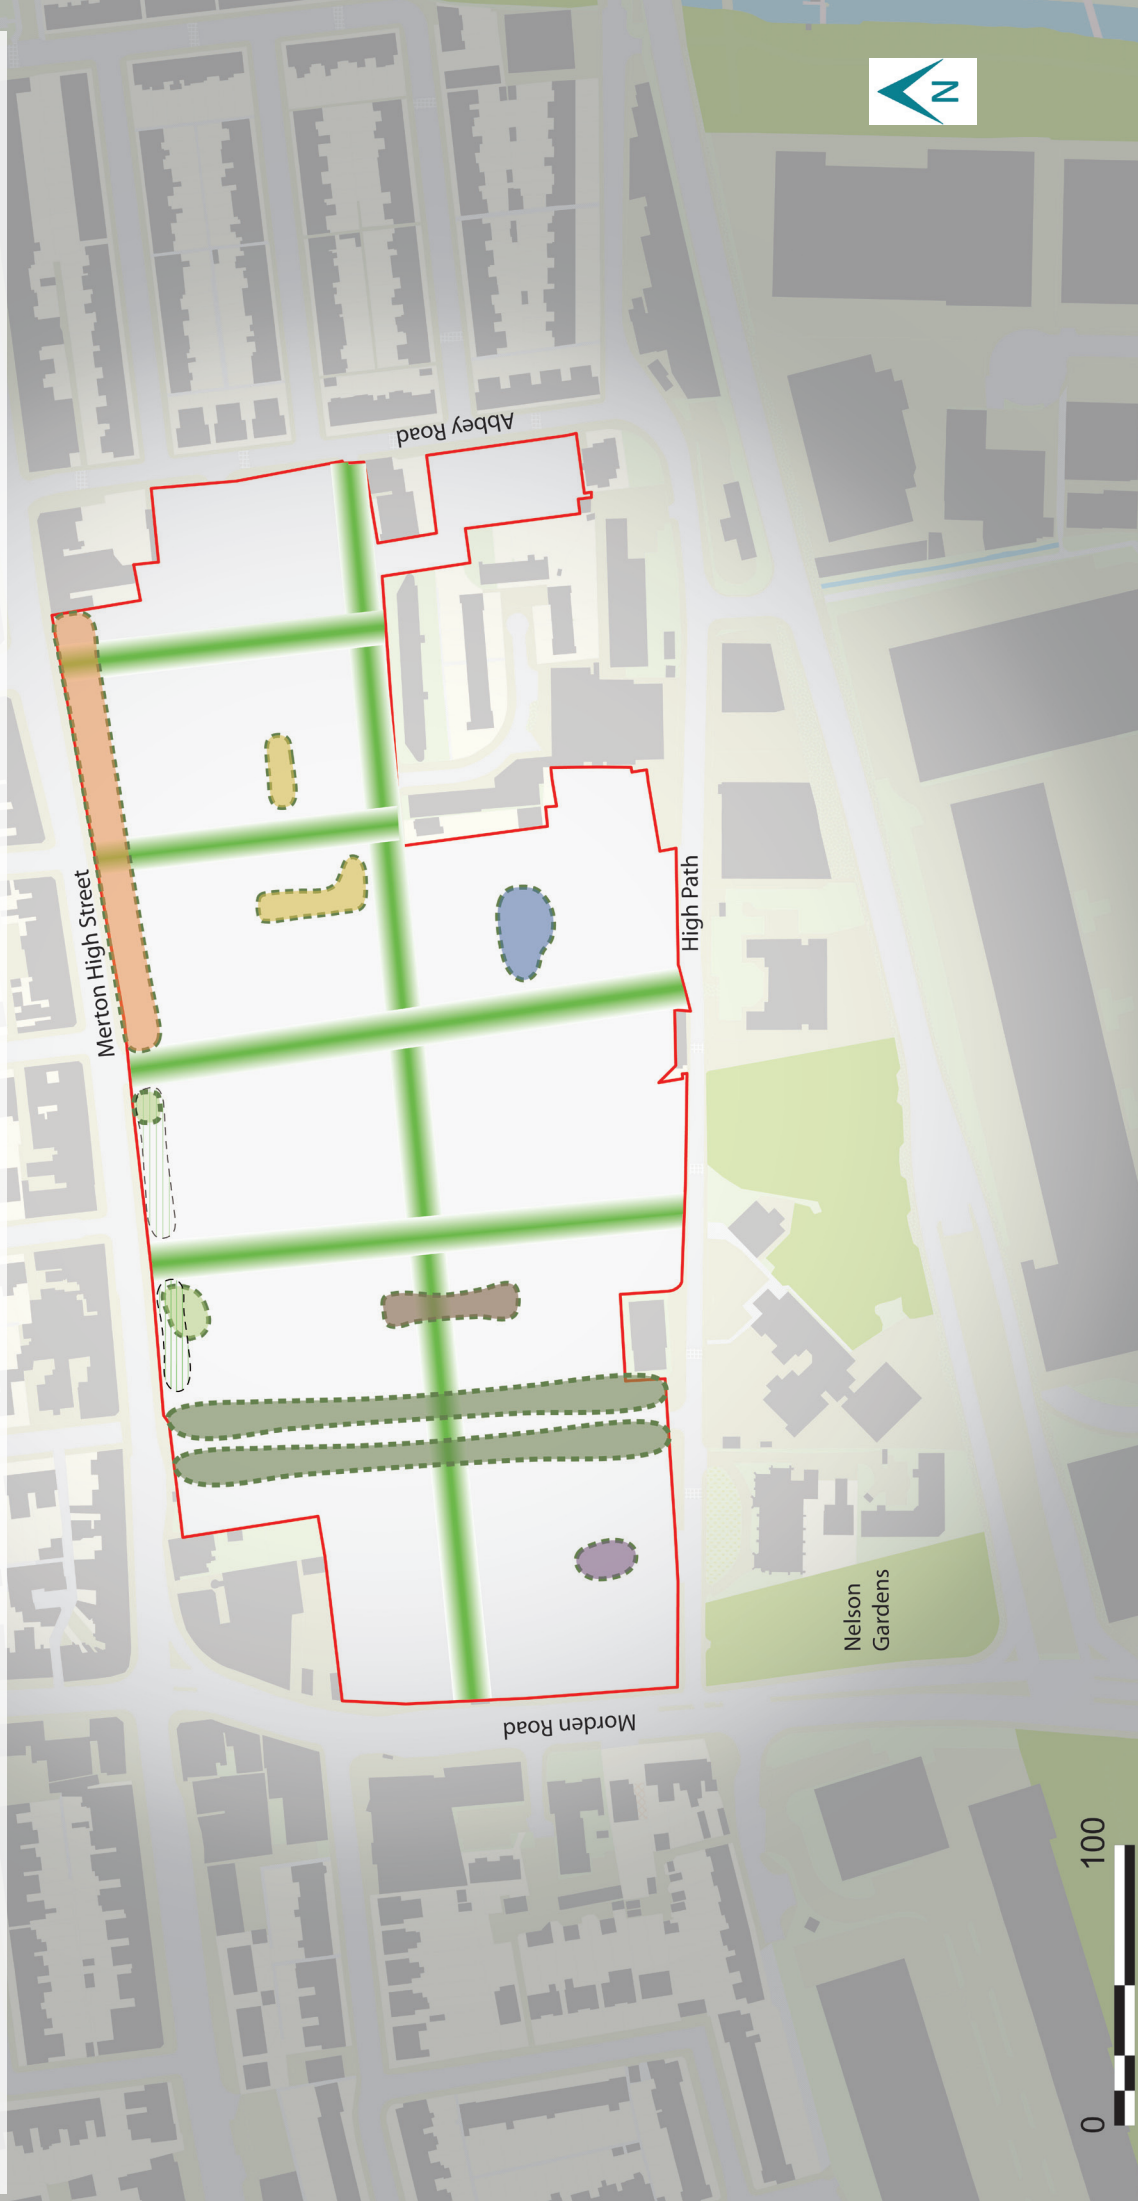 N
Abbey Road
Merton High Street
High Path
Nelson
Gardens
Morden Road
0
100